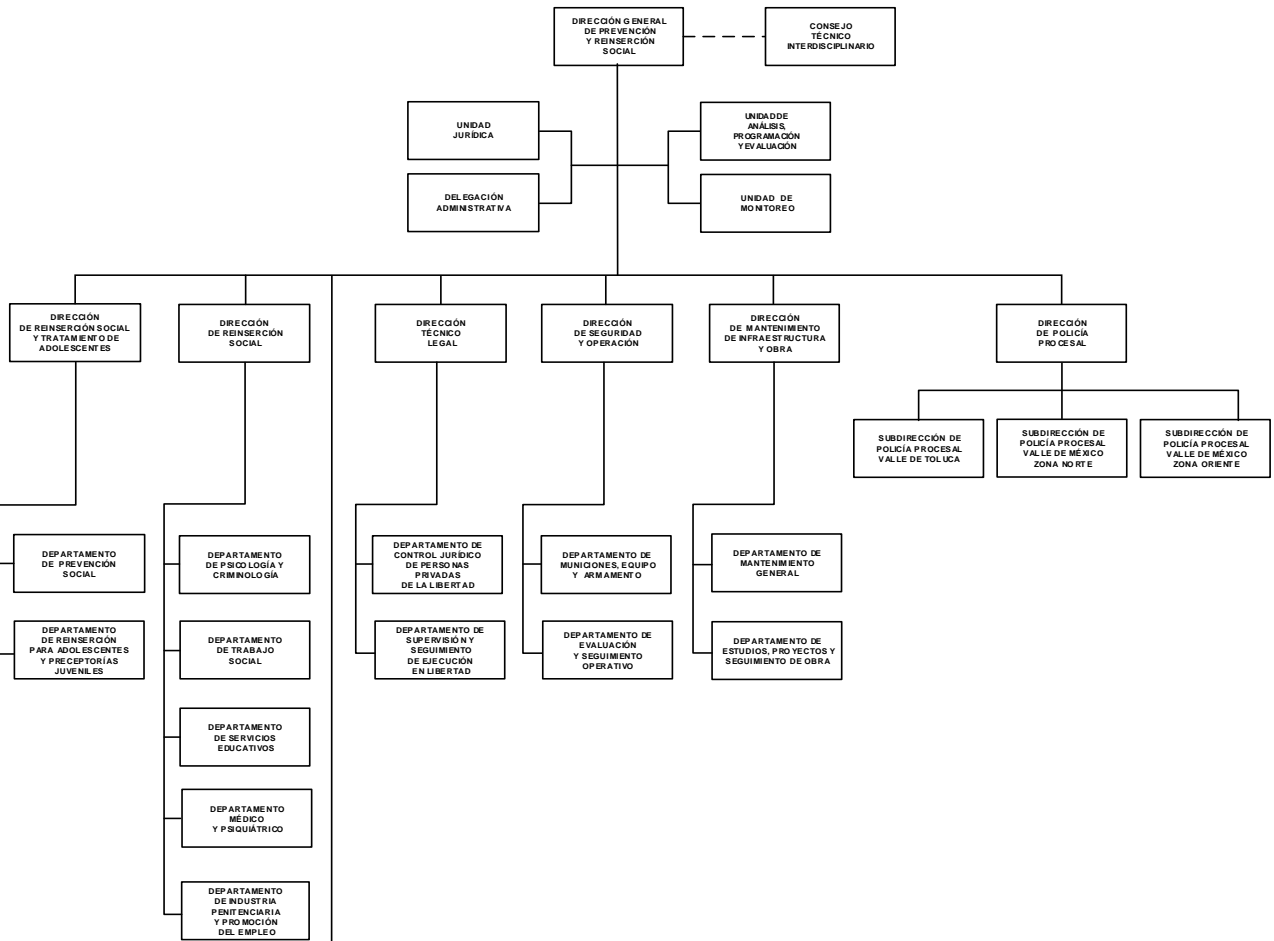 DIRECCIÓN GENERAL
DE PREVENCIÓN
Y REINSERCIÓN
SOCIAL
CONSEJO
TÉCNICO
INTERDISCIPLINARIO
UNIDAD
JURÍDICA
UNIDAD DE
ANÁLISIS,
PROGRAMACIÓN
Y EVALUACIÓN
DELEGACIÓN
ADMINISTRATIVA
UNIDAD DE
MONITOREO
DIRECCIÓN
DE REINSERCIÓN SOCIAL
Y TRATAMIENTO DE
ADOLESCENTES
DIRECCIÓN
DE REINSERCIÓN
SOCIAL
DIRECCIÓN
TÉCNICO
LEGAL
DIRECCIÓN
DE SEGURIDAD
Y OPERACIÓN
DIRECCIÓN
DE MANTENIMIENTO
DE INFRAESTRUCTURA
Y OBRA
DIRECCIÓN
DE POLICÍA
PROCESAL
SUBDIRECCIÓN DE
POLICÍA PROCESAL
VALLE DE TOLUCA
SUBDIRECCIÓN DE
POLICÍA PROCESAL
VALLE DE MÉXICO
ZONA NORTE
SUBDIRECCIÓN DE
POLICÍA PROCESAL
VALLE DE MÉXICO
ZONA ORIENTE
DEPARTAMENTO
DE PREVENCIÓN
SOCIAL
DEPARTAMENTO
DE PSICOLOGÍA Y
CRIMINOLOGÍA
DEPARTAMENTO DE
CONTROL JURÍDICO
DE PERSONAS
PRIVADAS
DE LA LIBERTAD
DEPARTAMENTO DE
MUNICIONES, EQUIPO
Y ARMAMENTO
DEPARTAMENTO DE
MANTENIMIENTO
GENERAL
DEPARTAMENTO
DE REINSERCIÓN
PARA ADOLESCENTES
Y PRECEPTORÍAS
JUVENILES
DEPARTAMENTO
DE TRABAJO
SOCIAL
DEPARTAMENTO DE
SUPERVISIÓN Y
SEGUIMIENTO
DE EJECUCIÓN
EN LIBERTAD
DEPARTAMENTO DE
EVALUACIÓN
Y SEGUIMIENTO
OPERATIVO
DEPARTAMENTO DE
ESTUDIOS, PROYECTOS Y
SEGUIMIENTO DE OBRA
DEPARTAMENTO
DE SERVICIOS
EDUCATIVOS
DEPARTAMENTO
MÉDICO
Y PSIQUIÁTRICO
DEPARTAMENTO
DE INDUSTRIA
PENITENCIARIA
Y PROMOCIÓN
DEL EMPLEO